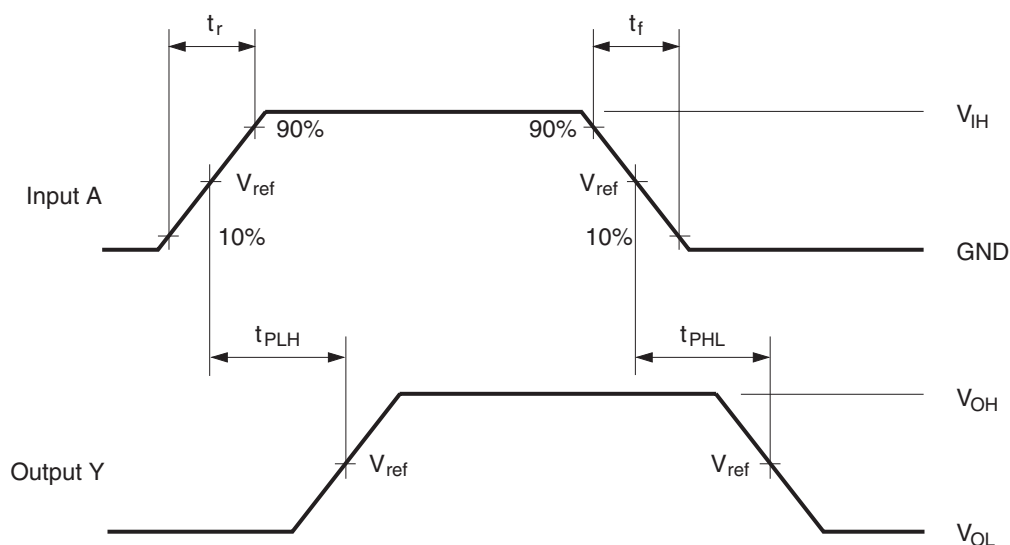 tr tf
90% 90% VIH
Input A Vref Vref
10% 10% GND
tPLH tPHL
VOH
Output Y Vref Vref
VOL